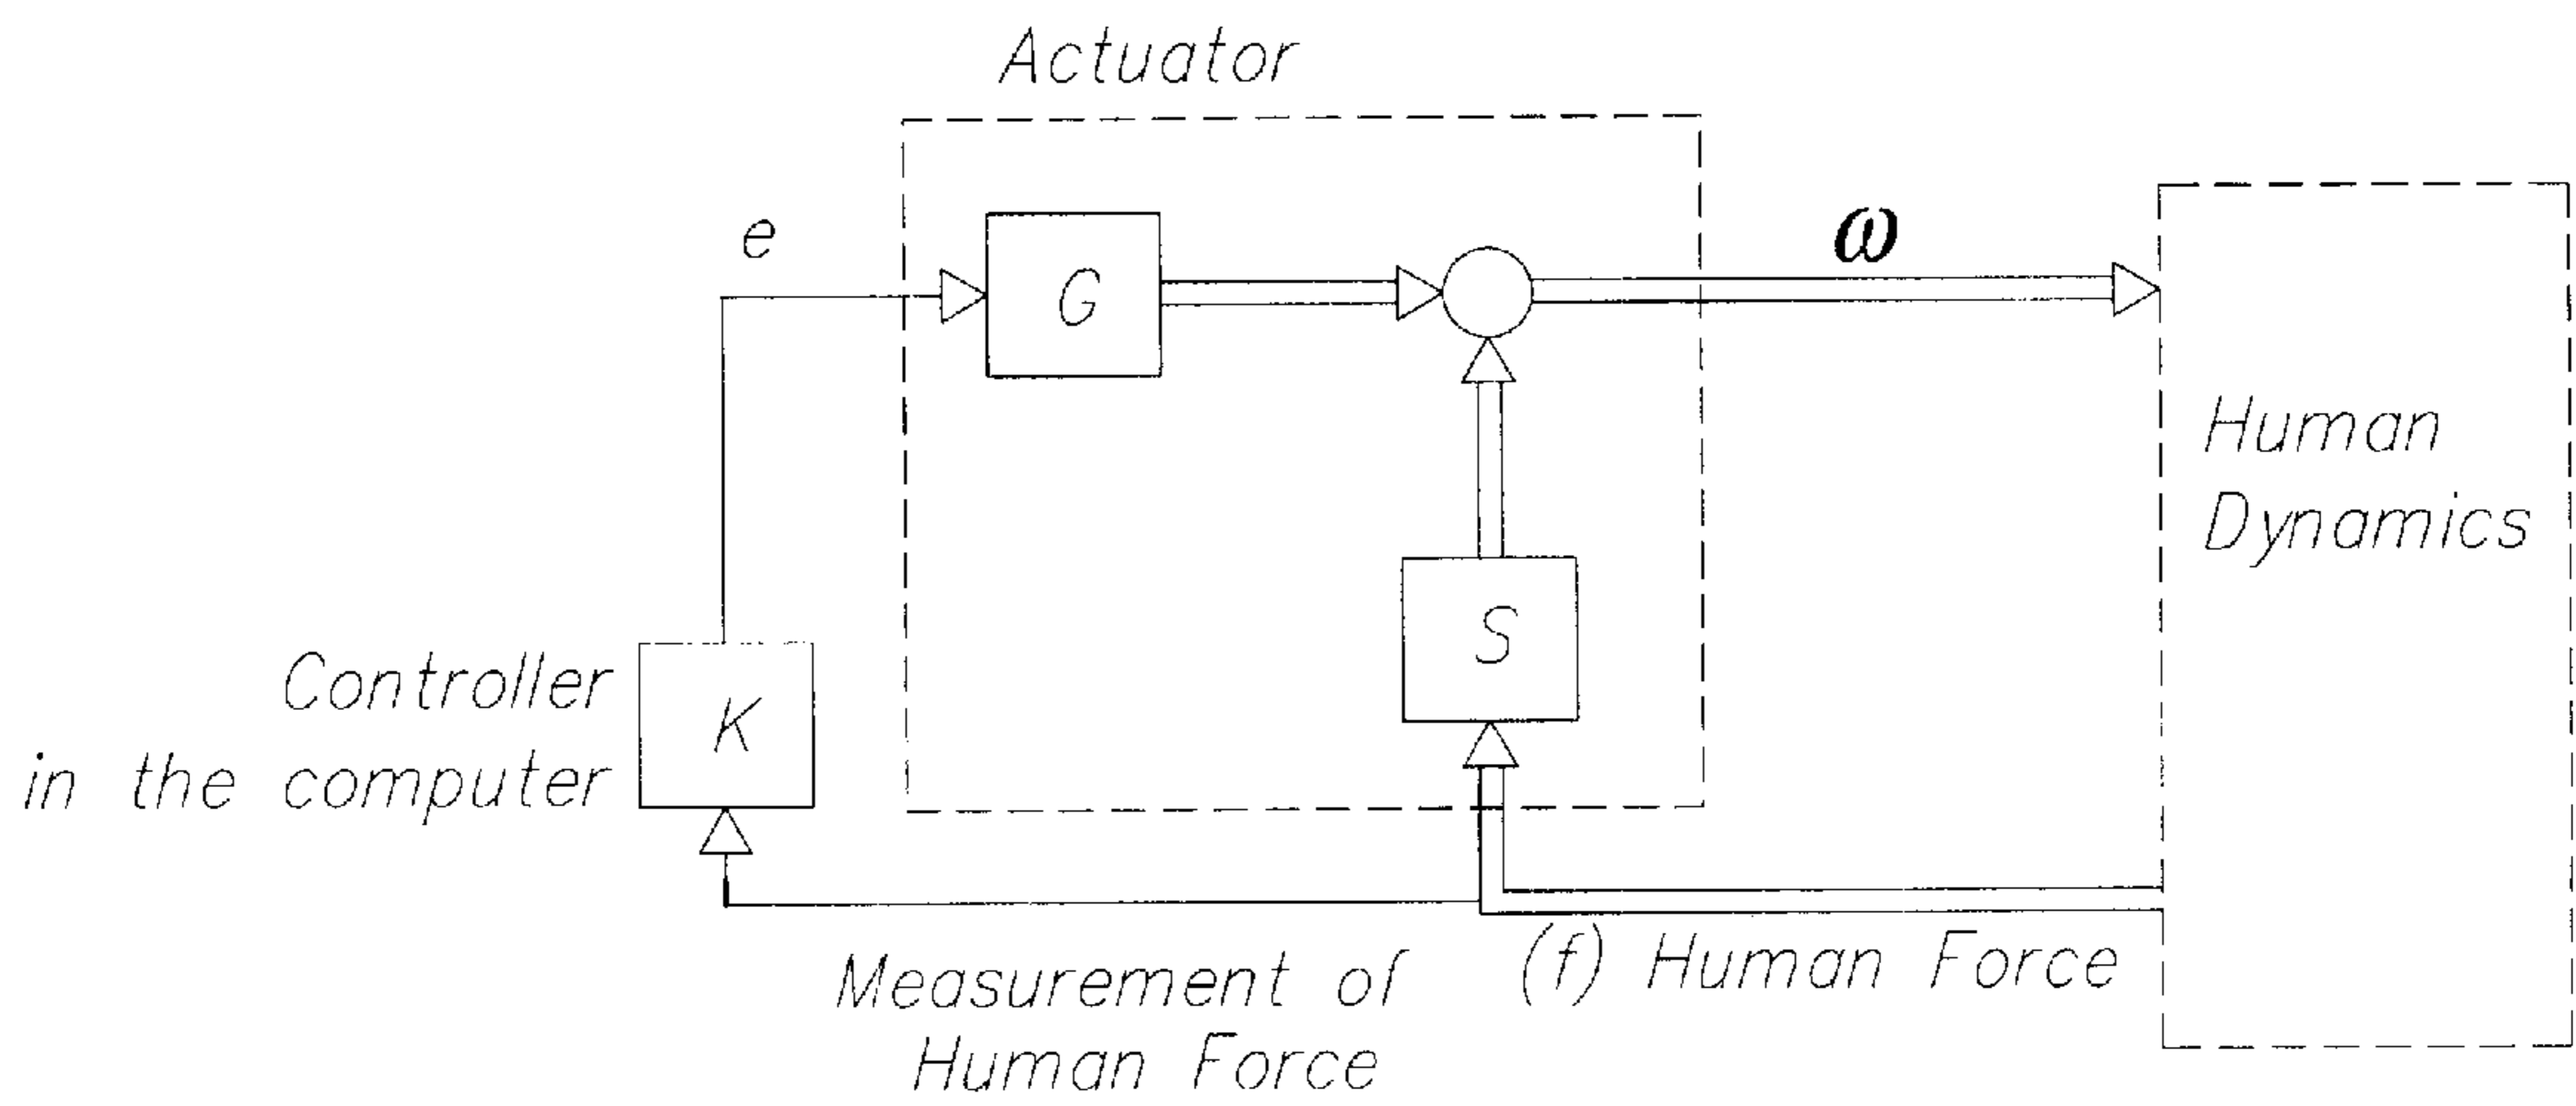 Actuator
e
G
ω
Human
Dynamics
S
Controller
in the computer
K
(f) Human Force
Measurement of
Human Force